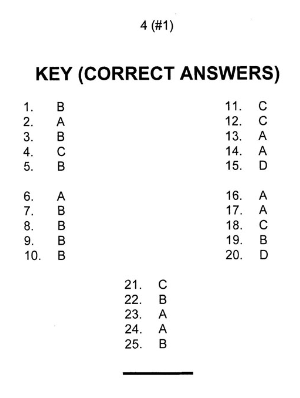 4 (#1)
KEY (CORRECT ANSWERS)
1. B
2. A
3. B
4. C
5. B
6. A
7. B
8. B
9. B
10. B
11. C
12. C
13. A
14. A
15. D
16. A
17. A
18. C
19. B
20. D
21. C
22. B
23. A
24. A
25. B